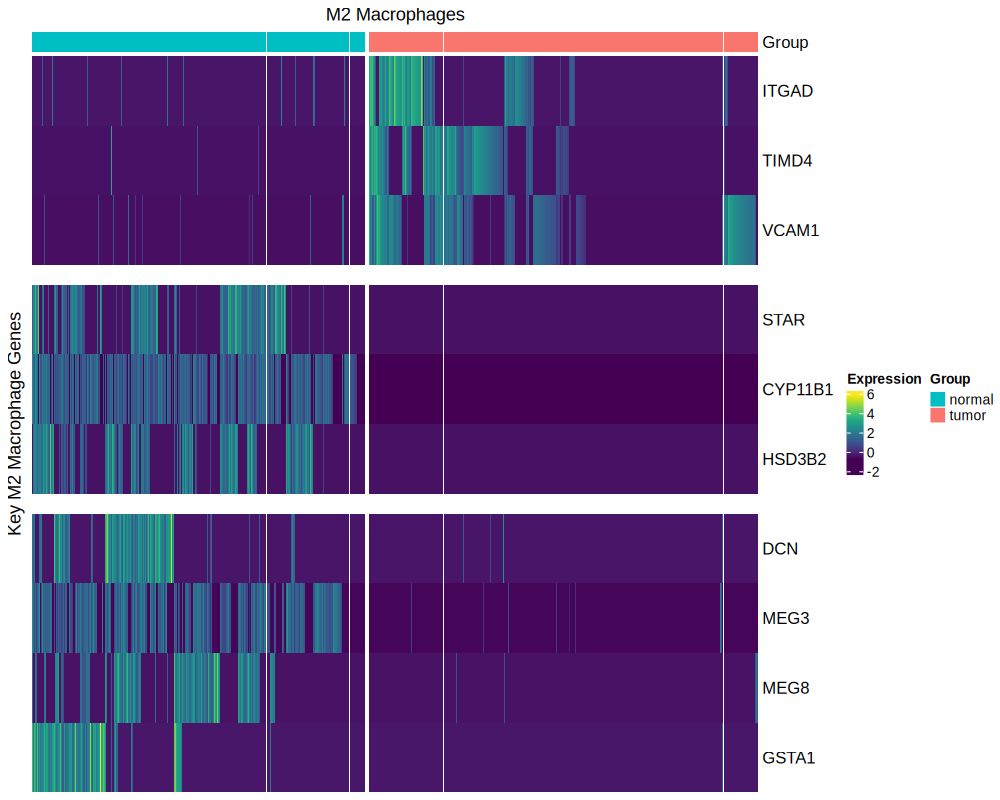 M2 Macrophages
Group
ITGAD
TIMD4
VCAM1
Key M2 Macrophage Genes
STAR
CYP11B1
HSD3B2
DCN
MEG3
MEG8
GSTA1
Expression
6
4
2
0
-2
Group
normal
tumor